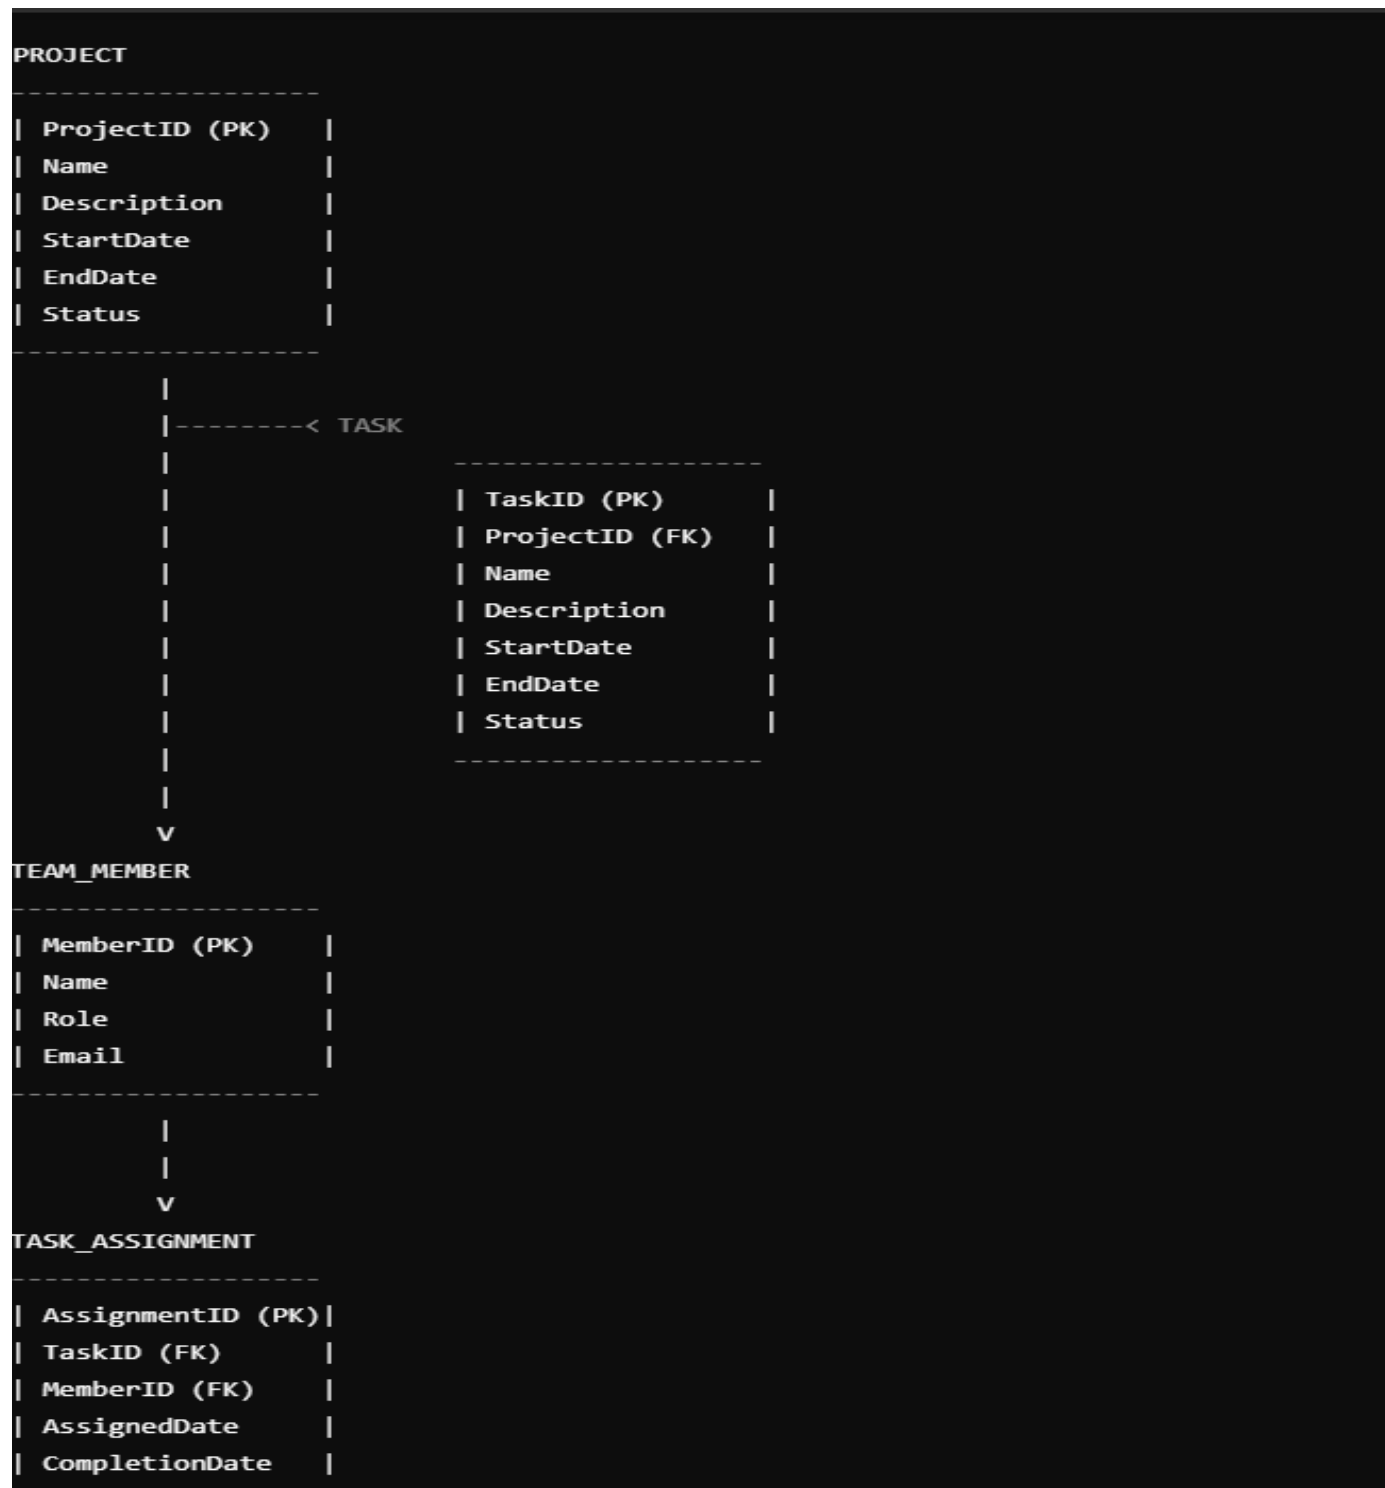 PROJECT
-------------------
| ProjectID (PK)   |
| Name             |
| Description      |
| StartDate        |
| EndDate          |
| Status           |
-------------------
         |
         |--------< TASK
         |                 -------------------
         |                 | TaskID (PK)      |
         |                 | ProjectID (FK)   |
         |                 | Name             |
         |                 | Description      |
         |                 | StartDate        |
         |                 | EndDate          |
         |                 | Status           |
         |                 -------------------
         |
         v
TEAM_MEMBER
-------------------
| MemberID (PK)    |
| Name             |
| Role             |
| Email            |
-------------------
         |
         |
         v
TASK_ASSIGNMENT
-------------------
| AssignmentID (PK)|
| TaskID (FK)      |
| MemberID (FK)    |
| AssignedDate     |
| CompletionDate   |